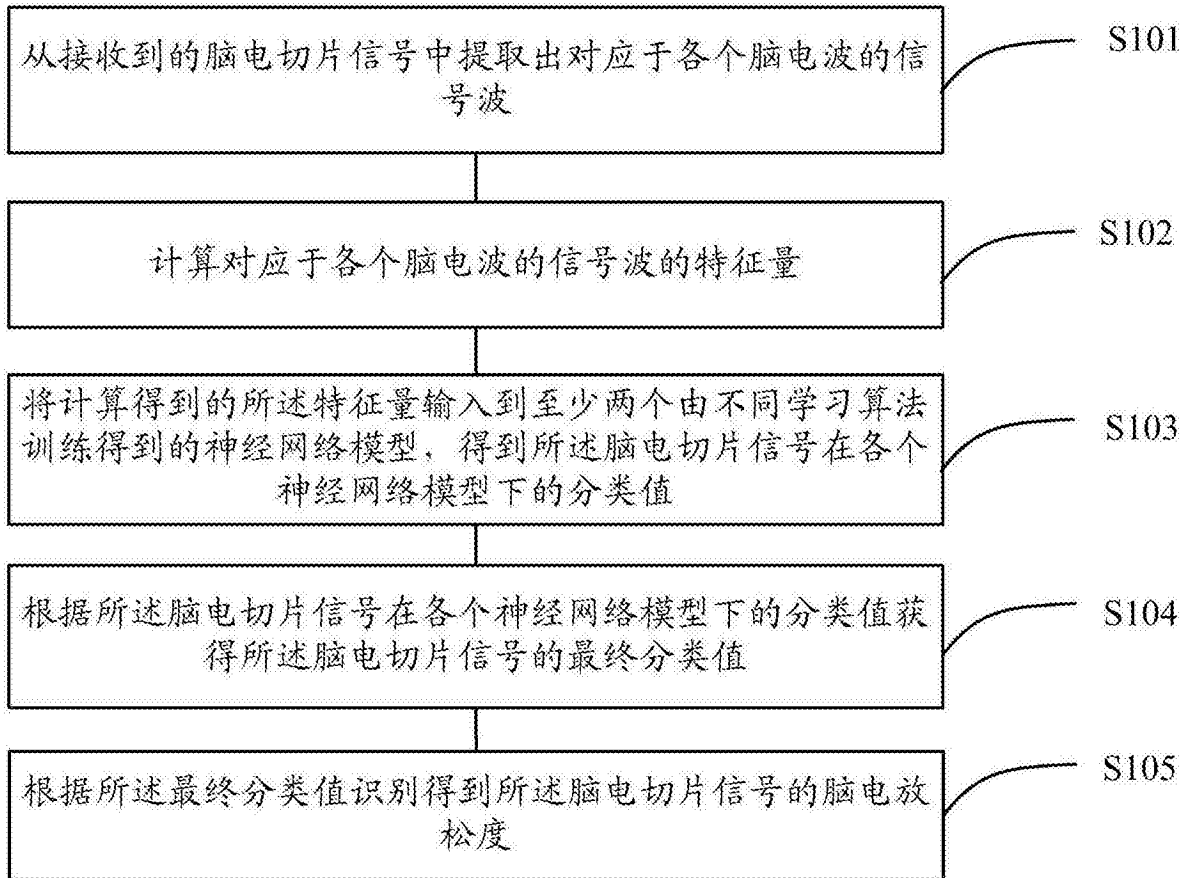 从接收到的脑电切片信号中提取出对应于各个脑电波的信
号波
S101
计算对应于各个脑电波的信号波的特征量
S102
将计算得到的所述特征量输入到至少两个由不同学习算法
训练得到的神经网络模型，得到所述脑电切片信号在各个
神经网络模型下的分类值
S103
根据所述脑电切片信号在各个神经网络模型下的分类值获
得所述脑电切片信号的最终分类值
S104
根据所述最终分类值识别得到所述脑电切片信号的脑电放
松度
S105